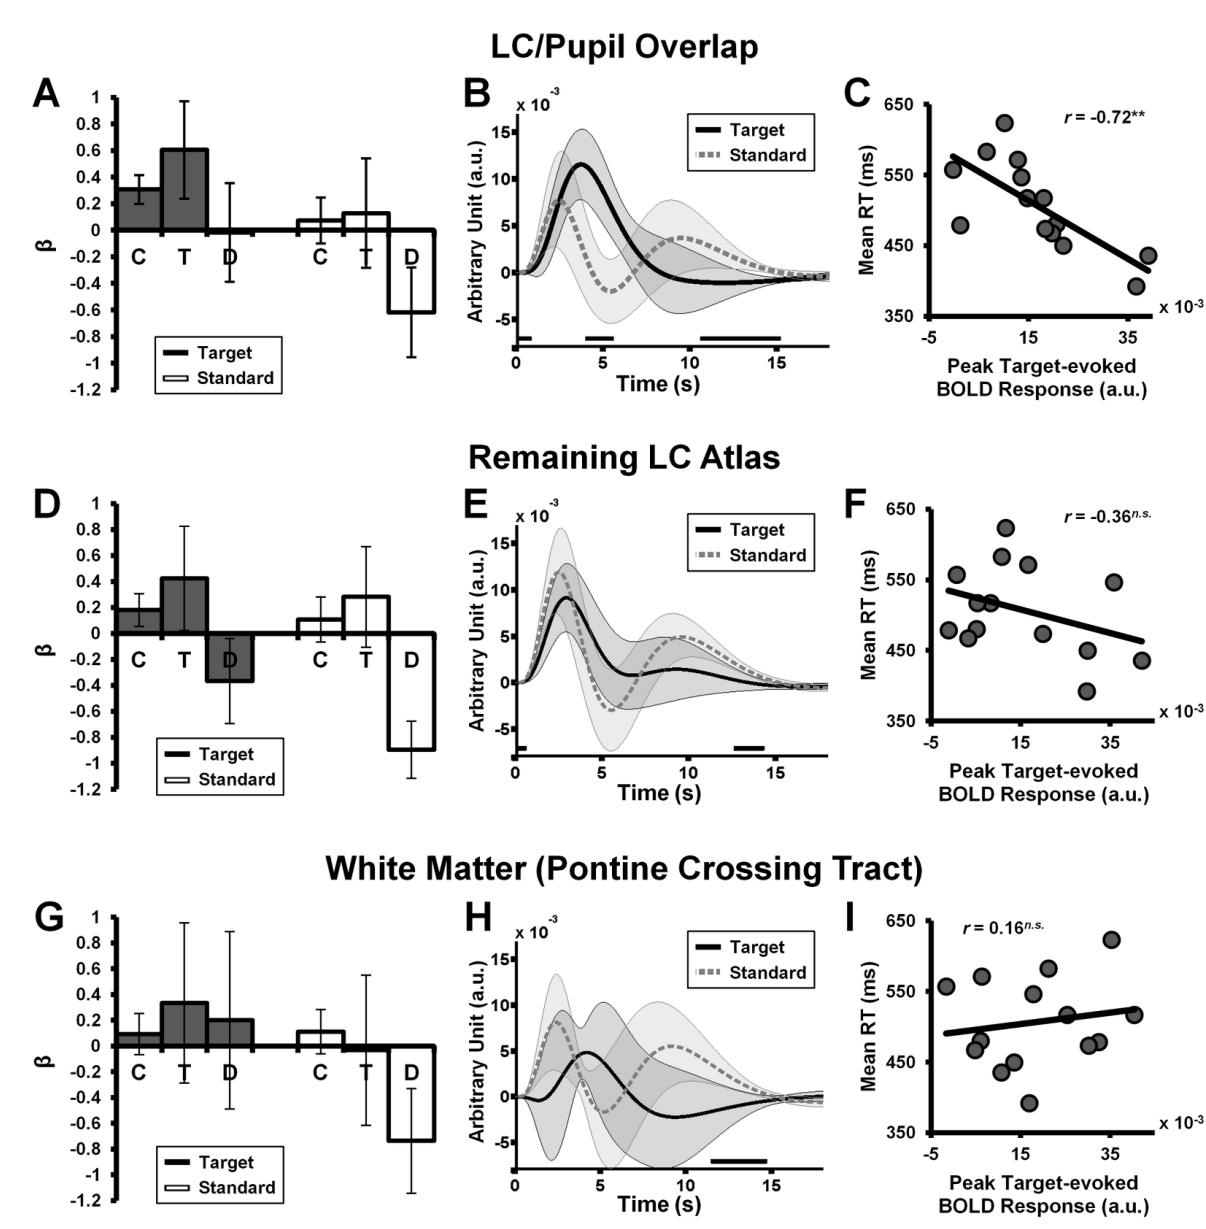 LC/Pupil Overlap
A
1
0.8
0.6
0.4
0.2
0
-0.2
-0.4
-0.6
-0.8
-1
-1.2
β
C T D C T D
Target
Standard
B
x 10-3
15
10
5
0
-5
Arbitrary Unit (a.u.)
Target
Standard
0 5 10 15
Time (s)
C
650
550
450
350
Mean RT (ms)
r = -0.72**
-5 15 35
x 10-3
Peak Target-evoked
BOLD Response (a.u.)
Remaining LC Atlas
D
1
0.8
0.6
0.4
0.2
0
-0.2
-0.4
-0.6
-0.8
-1
-1.2
β
C T D C T D
Target
Standard
E
x 10-3
15
10
5
0
-5
Arbitrary Unit (a.u.)
Target
Standard
0 5 10 15
Time (s)
F
650
550
450
350
Mean RT (ms)
r = -0.36n.s.
-5 15 35
x 10-3
Peak Target-evoked
BOLD Response (a.u.)
White Matter (Pontine Crossing Tract)
G
1
0.8
0.6
0.4
0.2
0
-0.2
-0.4
-0.6
-0.8
-1
-1.2
β
C T D C T D
Target
Standard
H
x 10-3
15
10
5
0
-5
Arbitrary Unit (a.u.)
Target
Standard
0 5 10 15
Time (s)
I
650
550
450
350
Mean RT (ms)
r = 0.16n.s.
-5 15 35
x 10-3
Peak Target-evoked
BOLD Response (a.u.)